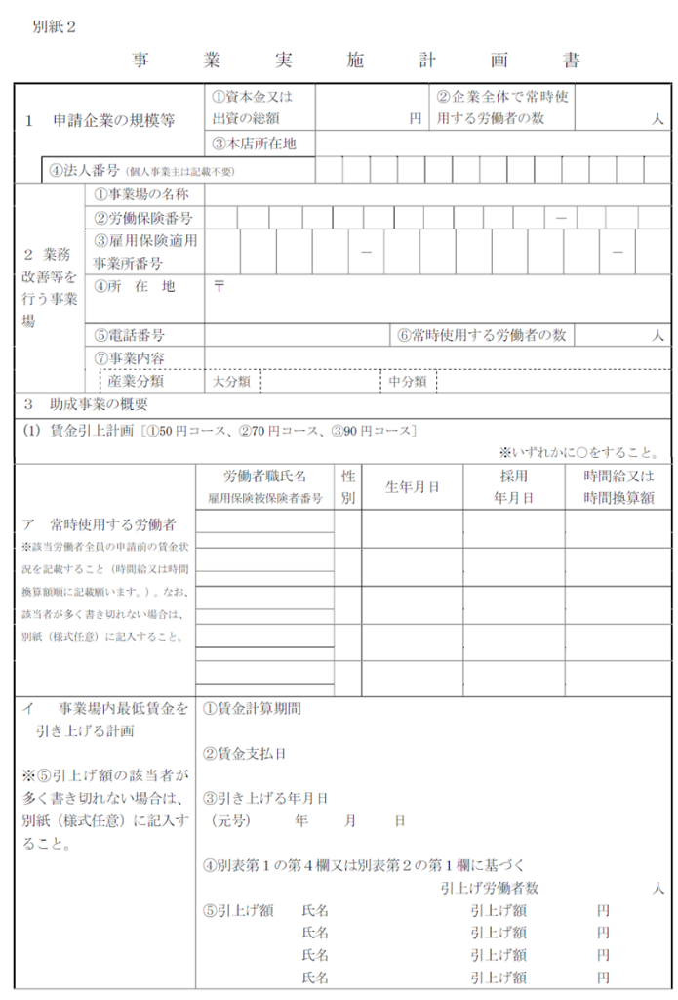 別紙２
事 業 実 施 計 画 書
１ 申請企業の規模等
①資本金又は
出資の総額
円
②企業全体で常時使
用する労働者の数
人
③本店所在地
④法人番号（個人事業主は記載不要）
２ 業務
改善等を
行う事業
場
①事業場の名称
②労働保険番号
－
③雇用保険適用
事業所番号
－
－
④所 在 地
〒
⑤電話番号
⑥常時使用する労働者の数
人
⑦事業内容
産業分類
大分類
中分類
３ 助成事業の概要
(1) 賃金引上計画［①50円コース、②70円コース、③90円コース］
※いずれかに○をすること。
ア 常時使用する労働者
※該当労働者全員の申請前の賃金状
況を記載すること（時間給又は時間
換算額順に記載願います。）。なお、
該当者が多く書き切れない場合は、
別紙（様式任意）に記入すること。
労働者職氏名
雇用保険被保険者番号
性
別
生年月日
採用
年月日
時間給又は
時間換算額
イ 事業場内最低賃金を
引き上げる計画
※⑤引上げ額の該当者が
多く書き切れない場合は、
別紙（様式任意）に記入す
ること。
①賃金計算期間
②賃金支払日
③引き上げる年月日
（元号） 年 月 日
④別表第１の第４欄又は別表第２の第１欄に基づく
引上げ労働者数 人
⑤引上げ額 氏名 引上げ額 円
氏名 引上げ額 円
氏名 引上げ額 円
氏名 引上げ額 円